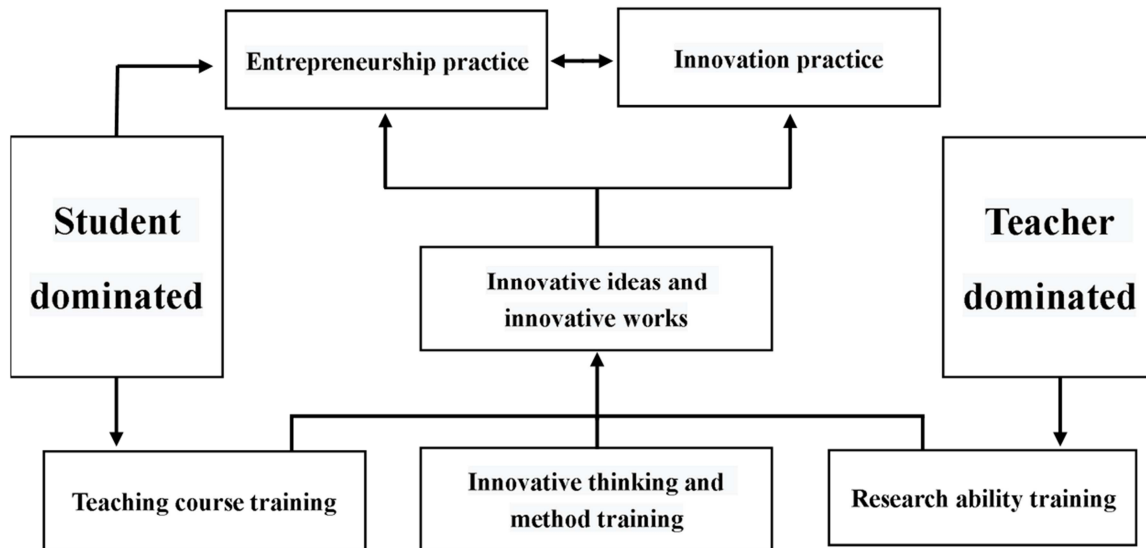 Entrepreneurship practice
Innovation practice
Student
dominated
Teacher
dominated
Innovative ideas and
innovative works
Teaching course training
Innovative thinking and
method training
Research ability training